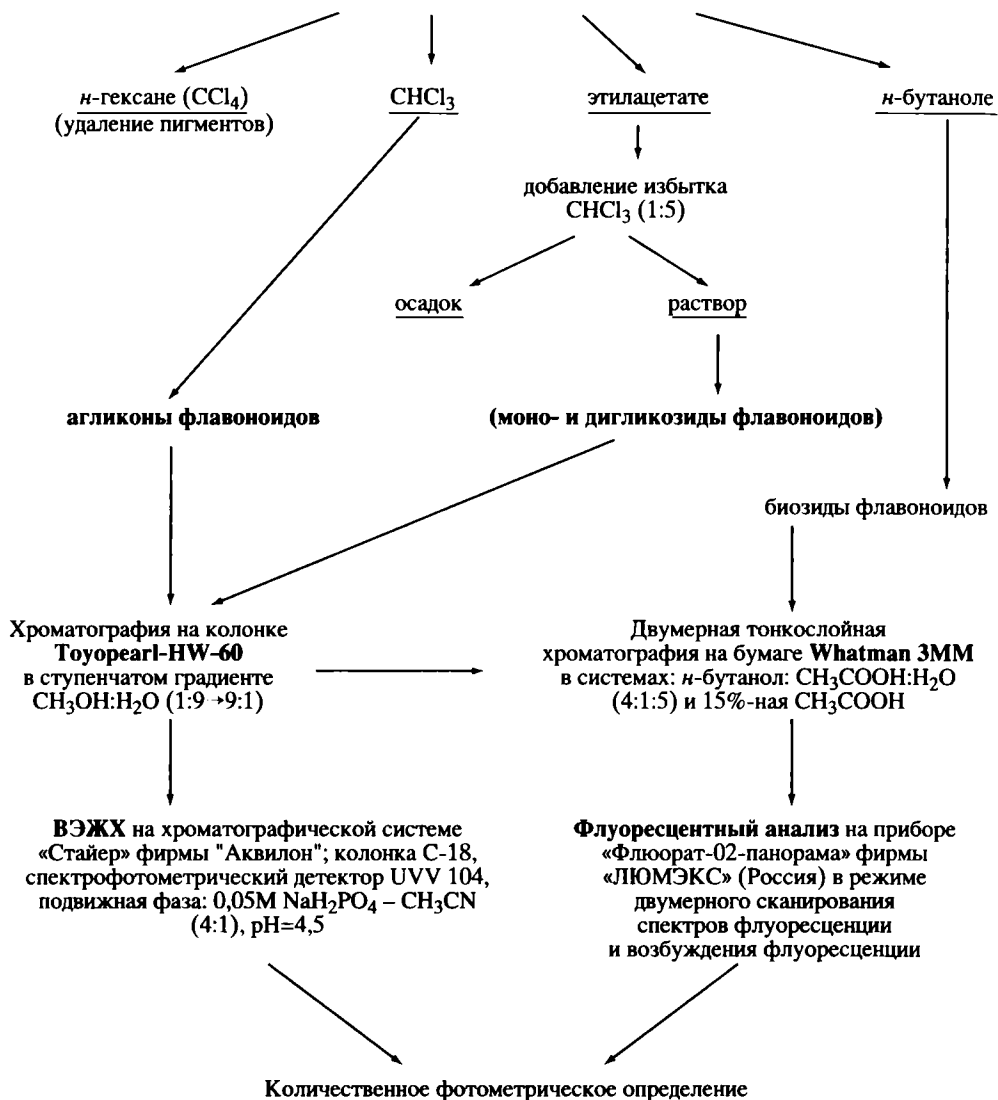 н-гексане (CCl₄)
(удаление пигментов)
CHCl₃
этилацетате
н-бутаноле
добавление избытка
CHCl₃ (1:5)
осадок
раствор
агликоны флавоноидов
(моно- и дигликозиды флавоноидов)
биозиды флавоноидов
Хроматография на колонке
Toyopearl-HW-60
в ступенчатом градиенте
CH₃OH:H₂O (1:9→9:1)
Двумерная тонкослойная
хроматография на бумаге Whatman 3MM
в системах: н-бутанол: CH₃COOH:H₂O
(4:1:5) и 15%-ная CH₃COOH
ВЭЖХ на хроматографической системе
«Стайер» фирмы "Аквилон"; колонка С-18,
спектрофотометрический детектор UVV 104,
подвижная фаза: 0,05М NaH₂PO₄ – CH₃CN
(4:1), pH=4,5
Флуоресцентный анализ на приборе
«Флюорат-02-панорама» фирмы
«ЛЮМЭКС» (Россия) в режиме
двумерного сканирования
спектров флуоресценции
и возбуждения флуоресценции
Количественное фотометрическое определение